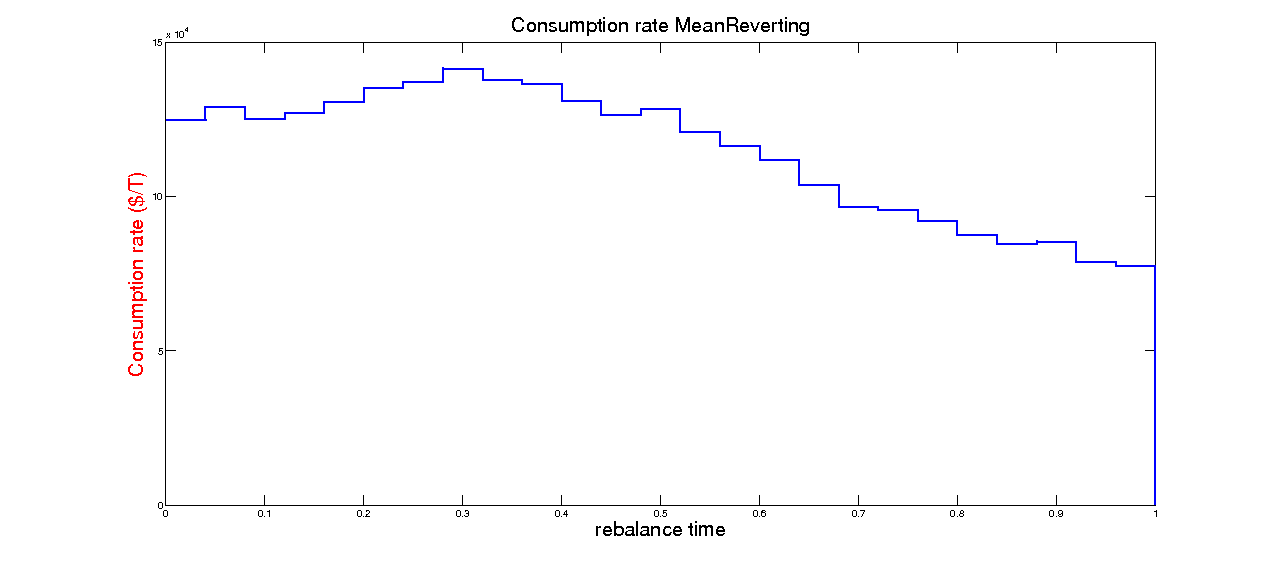 Consumption rate MeanReverting
x 10^4
15
10
5
0
Consumption rate ($/T)
0 0.1 0.2 0.3 0.4 0.5 0.6 0.7 0.8 0.9 1
rebalance time